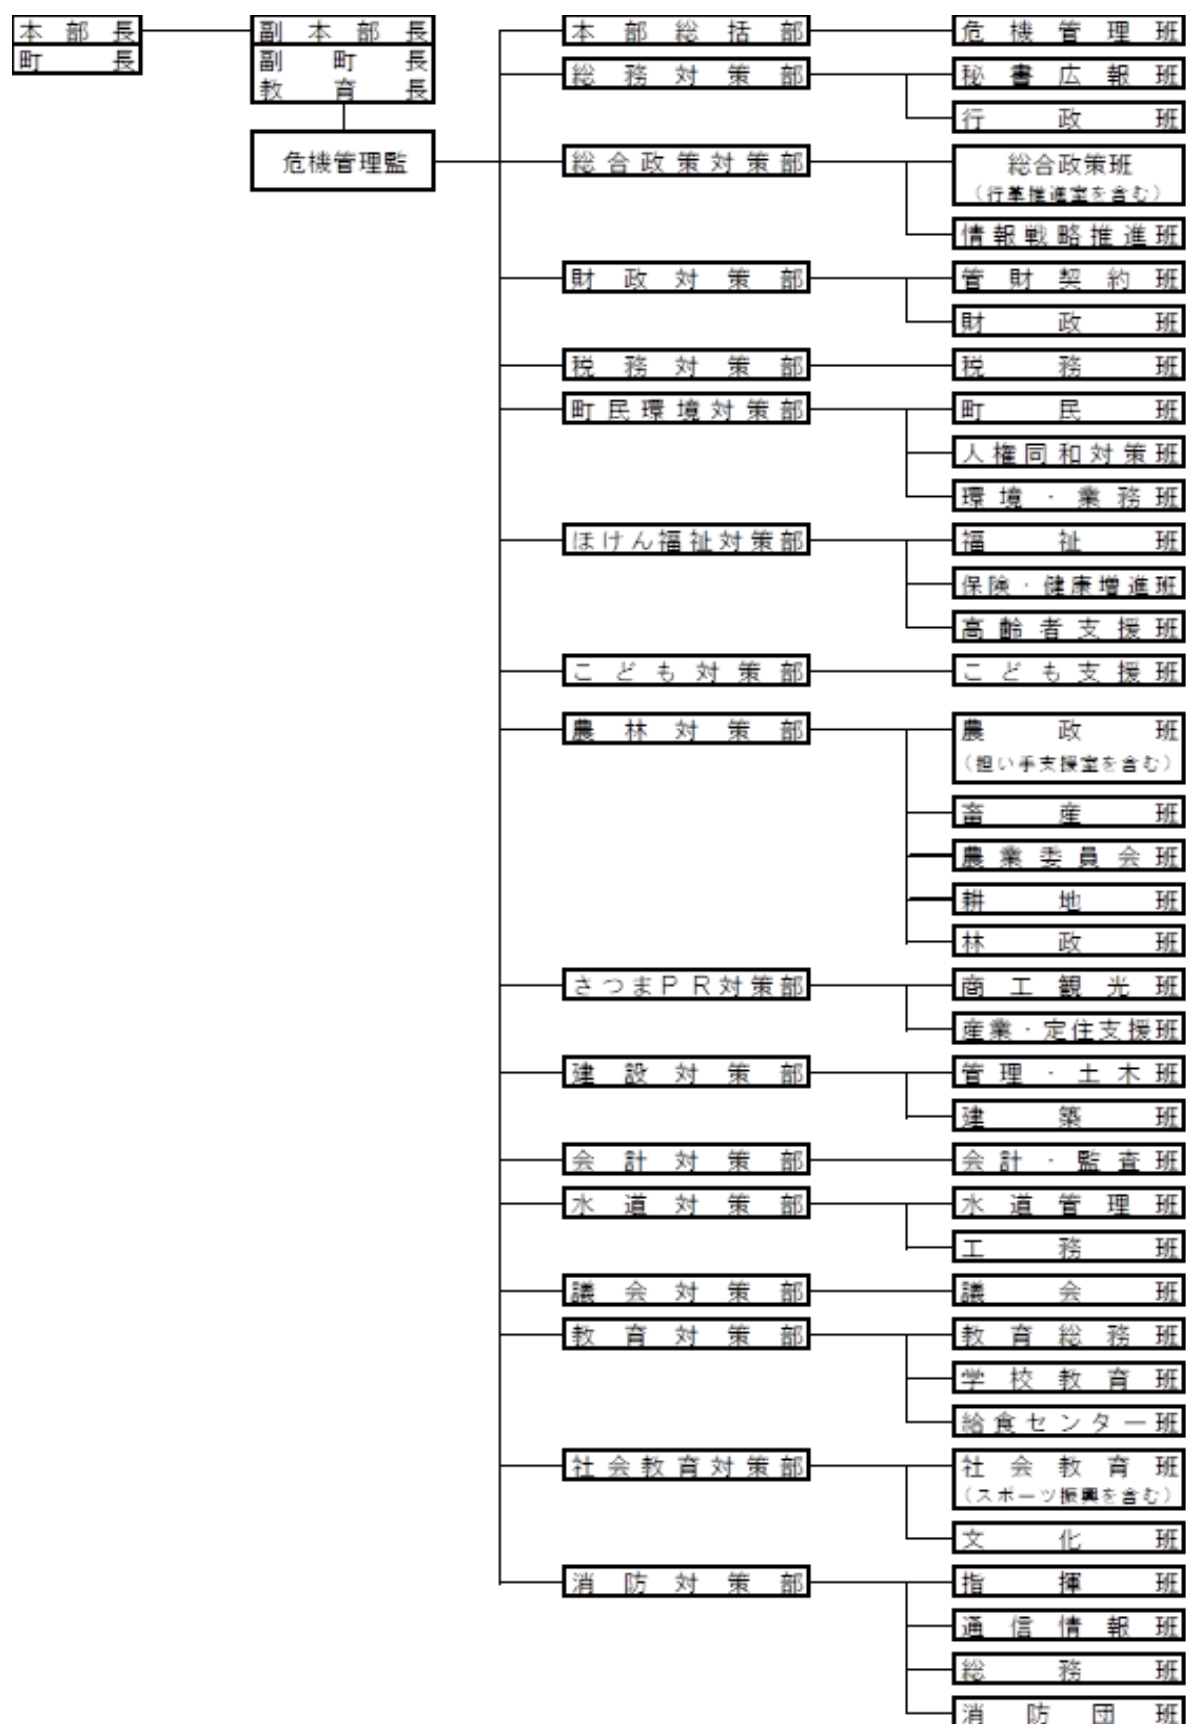 本部長
町長
副本部長
副町長
教育長
危機管理監
本部総括部
危機管理班
総務対策部
秘書広報班
行政班
総合政策対策部
総合政策班
（行革推進室を含む）
情報戦略推進班
財政対策部
管財契約班
財政班
税務対策部
税務班
町民環境対策部
町民班
人権同和対策班
環境・業務班
ほけん福祉対策部
福祉班
保険・健康増進班
高齢者支援班
こども対策部
こども支援班
農林対策部
農政班
（担い手支援室を含む）
畜産班
農業委員会班
耕地班
林政班
さつまＰＲ対策部
商工観光班
産業・定住支援班
建設対策部
管理・土木班
建築班
会計対策部
会計・監査班
水道対策部
水道管理班
工務班
議会対策部
議会班
教育対策部
教育総務班
学校教育班
給食センター班
社会教育対策部
社会教育班
（スポーツ振興を含む）
文化班
消防対策部
指揮班
通信情報班
総務班
消防団班